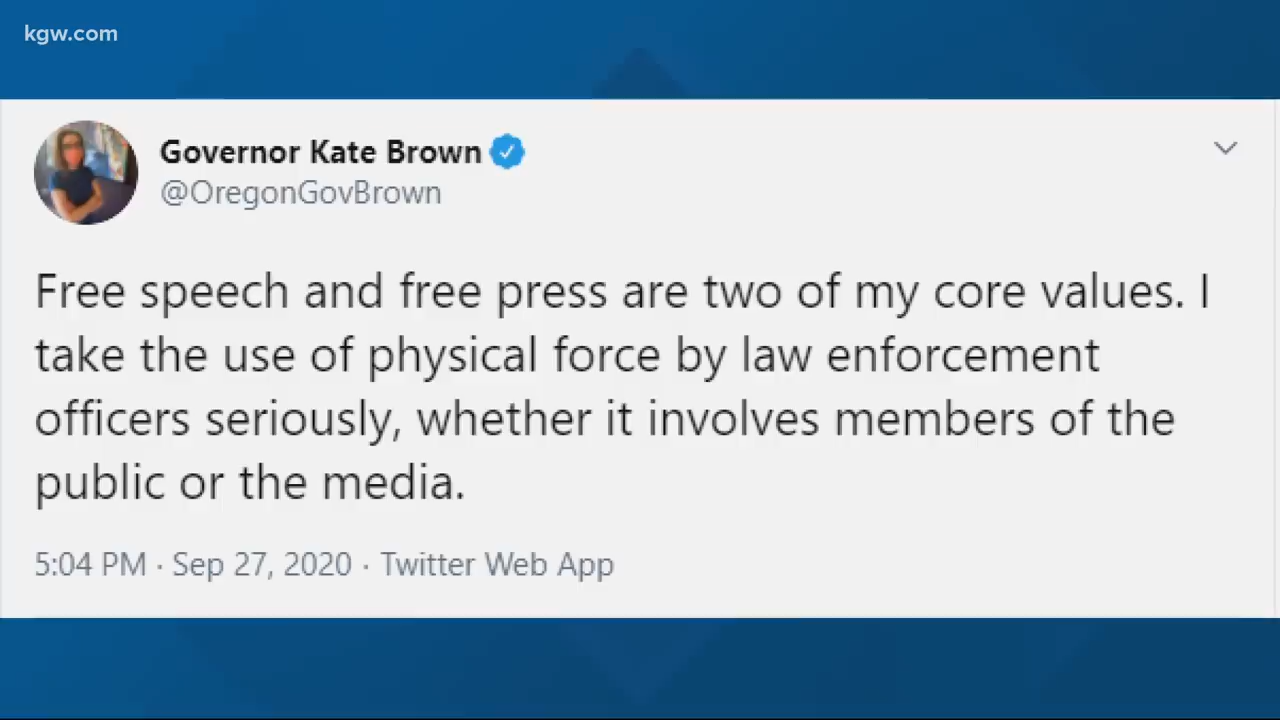 kgw.com
Governor Kate Brown
@OregonGovBrown
Free speech and free press are two of my core values. I
take the use of physical force by law enforcement
officers seriously, whether it involves members of the
public or the media.
5:04 PM · Sep 27, 2020 · Twitter Web App